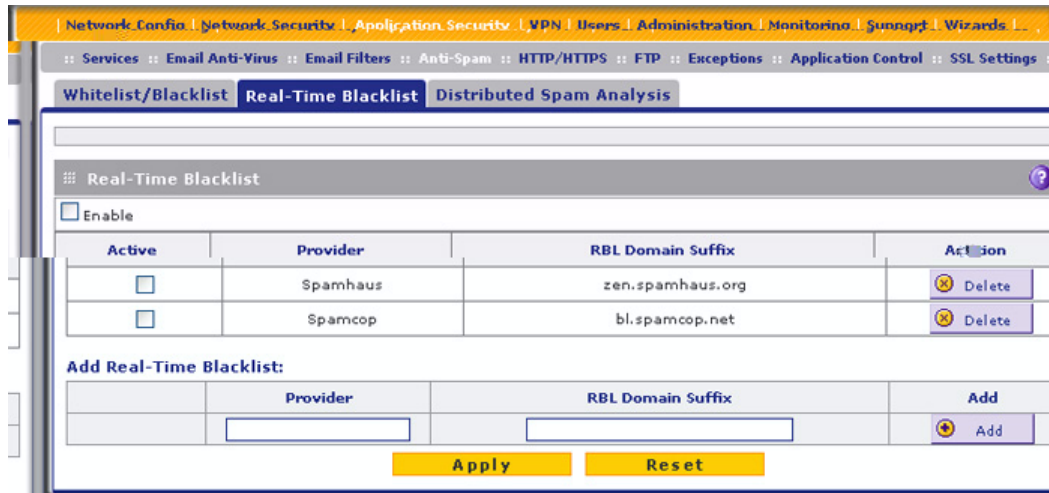 | Network Config | Network Security | Application Security | VPN | Users | Administration | Monitoring | Support | Wizards |
:: Services :: Email Anti-Virus :: Email Filters :: Anti-Spam :: HTTP/HTTPS :: FTP :: Exceptions :: Application Control :: SSL Settings :
Whitelist/Blacklist Real-Time Blacklist Distributed Spam Analysis
Real-Time Blacklist ?
Enable
Active Provider RBL Domain Suffix Action
Spamhaus zen.spamhaus.org Delete
Spamcop bl.spamcop.net Delete
Add Real-Time Blacklist:
Provider RBL Domain Suffix Add
Add
Apply Reset